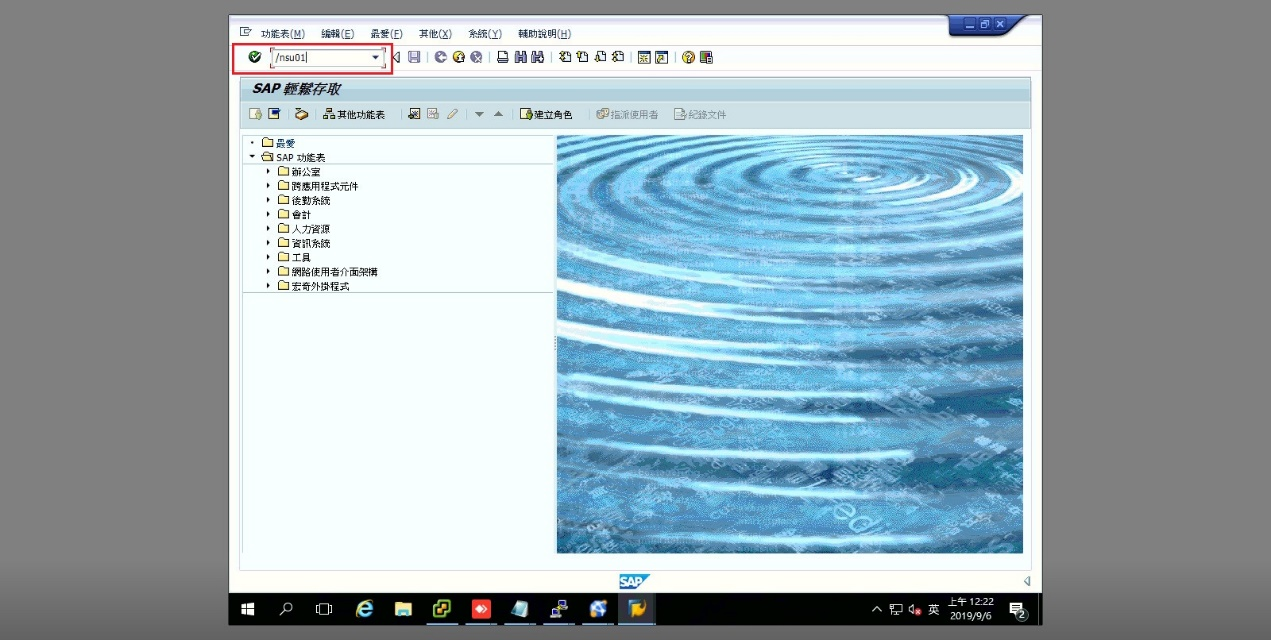 功能表(M) 編輯(E) 最愛(F) 其他(X) 系統(Y) 輔助說明(H)
/nsu01
SAP 輕鬆存取
其他功能表 建立角色 指派使用者 紀錄文件
最愛
SAP 功能表
辦公室
跨應用程式元件
後勤系統
會計
人力資源
資訊系統
工具
網路使用者介面架構
宏奇外掛程式
SAP
英
上午 12:22
2019/9/6
2